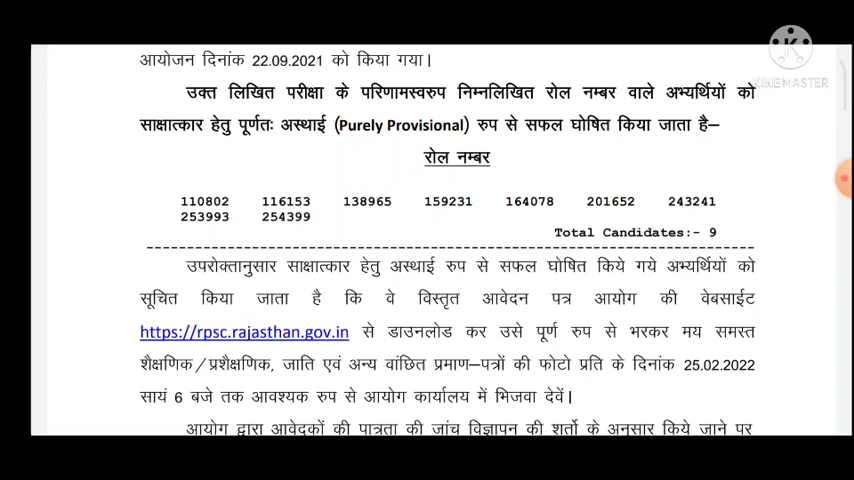 KINEMASTER
आयोजन दिनांक 22.09.2021 को किया गया।
उक्त लिखित परीक्षा के परिणामस्वरुप निम्नलिखित रोल नम्बर वाले अभ्यर्थियों को
साक्षात्कार हेतु पूर्णतः अस्थाई (Purely Provisional) रुप से सफल घोषित किया जाता है–
रोल नम्बर
110802 116153 138965 159231 164078 201652 243241
253993 254399
Total Candidates:- 9
उपरोक्तानुसार साक्षात्कार हेतु अस्थाई रुप से सफल घोषित किये गये अभ्यर्थियों को
सूचित किया जाता है कि वे विस्तृत आवेदन पत्र आयोग की वेबसाईट
https://rpsc.rajasthan.gov.in से डाउनलोड कर उसे पूर्ण रुप से भरकर मय समस्त
शैक्षणिक/प्रशैक्षणिक, जाति एवं अन्य वांछित प्रमाण–पत्रों की फोटो प्रति के दिनांक 25.02.2022
सायं 6 बजे तक आवश्यक रुप से आयोग कार्यालय में भिजवा देवें।
आयोग द्वारा आवेदकों की पात्रता की जांच विज्ञापन की शर्तो के अनुसार किये जाने पर